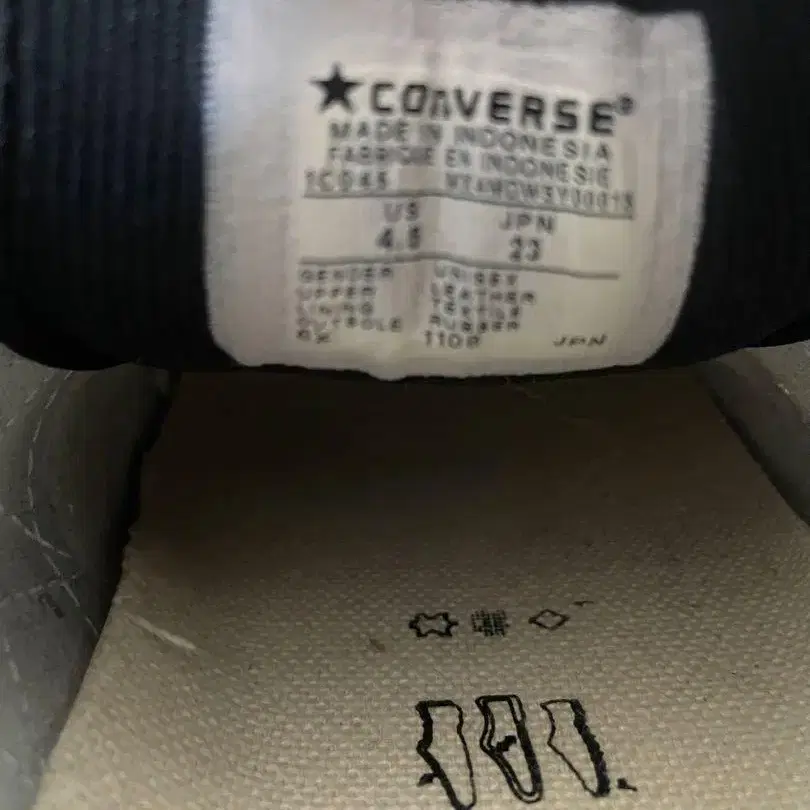 ★CONVERSE®
MADE IN INDONESIA
FABRIQUE EN INDONESIE
US JPN
4.5 23
GENDER UNISEX
UPPER LEATHER
LINING TEXTILE
OUTSOLE RUBBER
JPN